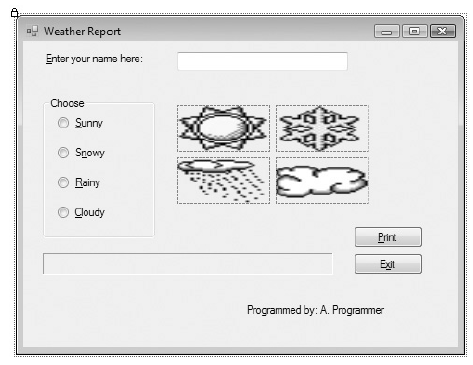 Weather Report
Enter your name here:
Choose
Sunny
Snowy
Rainy
Cloudy
Print
Exit
Programmed by: A. Programmer